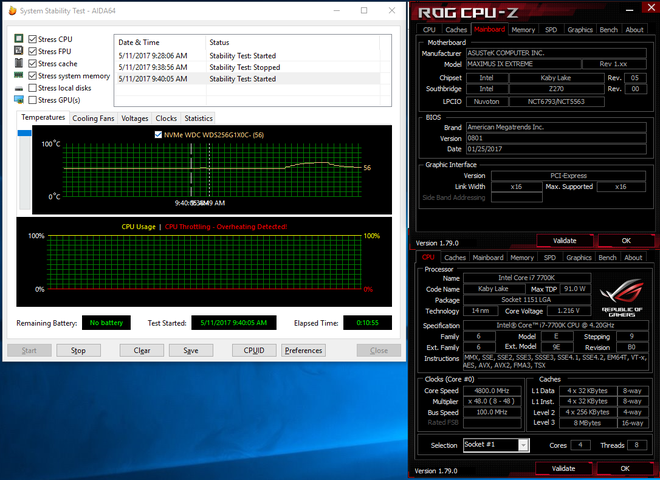 System Stability Test - AIDA64
Stress CPU
Stress FPU
Stress cache
Stress system memory
Stress local disks
Stress GPU(s)
Date & Time Status
5/11/2017 9:28:06 AM Stability Test: Started
5/11/2017 9:38:56 AM Stability Test: Stopped
5/11/2017 9:40:05 AM Stability Test: Started
Temperatures Cooling Fans Voltages Clocks Statistics
NVMe WDC WDS256G1X0C- (56)
100°C
56
0°C
CPU Usage | CPU Throttling - Overheating Detected!
100% 100%
0% 0%
Remaining Battery: No battery Test Started: 5/11/2017 9:40:05 AM Elapsed Time: 0:10:55
Start Stop Clear Save CPUID Preferences Close
ROG CPU-Z
CPU Caches Mainboard Memory SPD Graphics Bench About
Motherboard
Manufacturer ASUSTeK COMPUTER INC.
Model MAXIMUS IX EXTREME Rev 1.xx
Chipset Intel Kaby Lake Rev. 05
Southbridge Intel Z270 Rev. 00
LPCIO Nuvoton NCT6793/NCT5563
BIOS
Brand American Megatrends Inc.
Version 0801
Date 01/25/2017
Graphic Interface
Version PCI-Express
Link Width x16 Max. Supported x16
Side Band Addressing
Version 1.79.0 Validate OK
CPU Caches Mainboard Memory SPD Graphics Bench About
Processor
Name Intel Core i7 7700K
Code Name Kaby Lake Max TDP 91.0 W
Package Socket 1151 LGA
Technology 14 nm Core Voltage 1.216 V
REPUBLIC OF
GAMERS
Specification Intel® Core™ i7-7700K CPU @ 4.20GHz
Family 6 Model E Stepping 9
Ext. Family 6 Ext. Model 9E Revision B0
Instructions MMX, SSE, SSE2, SSE3, SSSE3, SSE4.1, SSE4.2, EM64T, VT-x,
AES, AVX, AVX2, FMA3, TSX
Clocks (Core #0)
Core Speed 4800.0 MHz
Multiplier x 48.0 ( 8 - 48 )
Bus Speed 100.0 MHz
Rated FSB
Caches
L1 Data 4 x 32 KBytes 8-way
L1 Inst. 4 x 32 KBytes 8-way
Level 2 4 x 256 KBytes 4-way
Level 3 8 MBytes 16-way
Selection Socket #1 Cores 4 Threads 8
Version 1.79.0 Validate OK